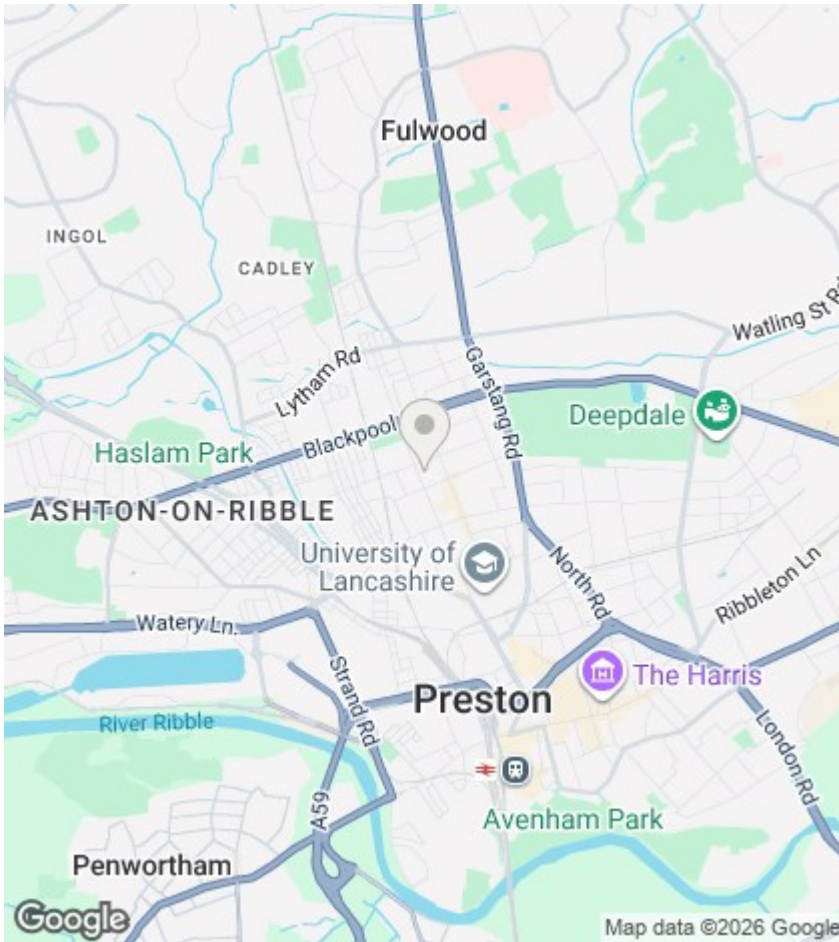 Fulwood
INGOL
CADLEY
Watling St Rd
Lytham Rd
Garstang Rd
Deepdale
Blackpool
Haslam Park
ASHTON-ON-RIBBLE
University of
Lancashire
North Rd
Ribbleton Ln
Watery Ln.
The Harris
Strand Rd
Preston
River Ribble
London Rd
A59
Avenham Park
Penwortham
Google
Map data ©2026 Google